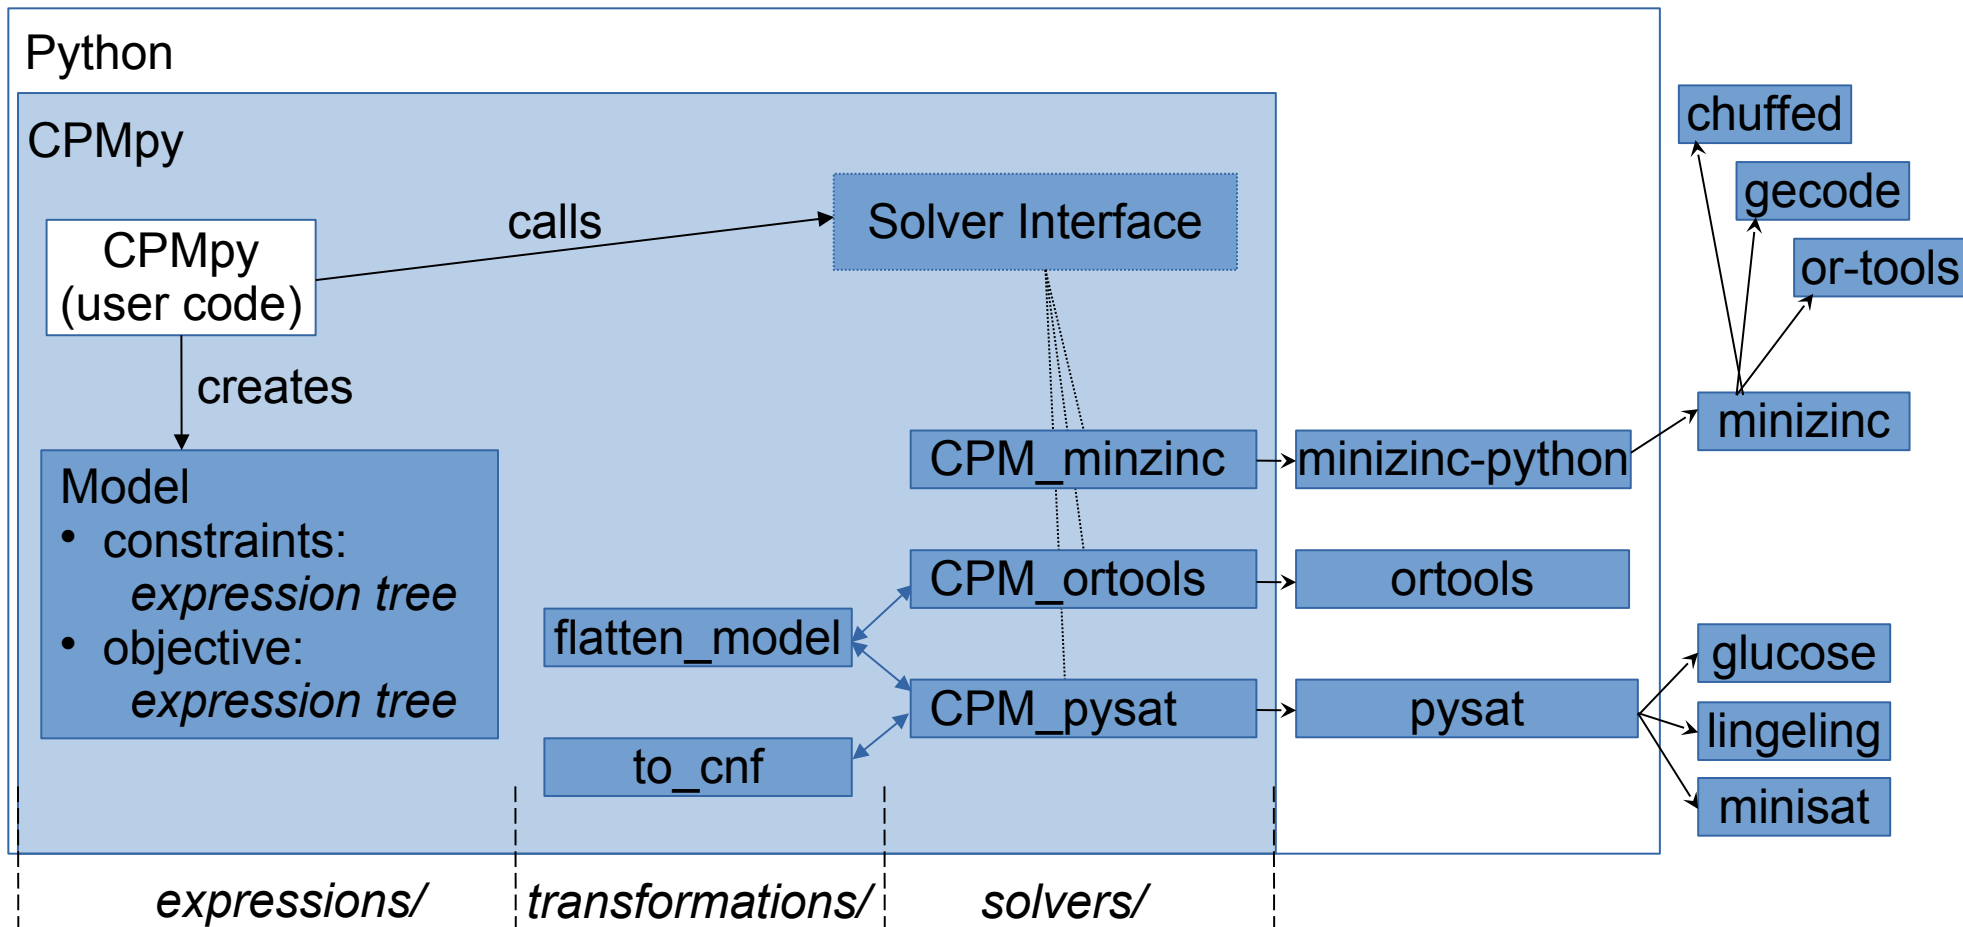 Python
CPMpy
CPMpy
(user code)
calls
Solver Interface
creates
Model
• constraints:
expression tree
• objective:
expression tree
flatten_model
to_cnf
CPM_minzinc
CPM_ortools
CPM_pysat
minizinc-python
ortools
pysat
chuffed
gecode
or-tools
minizinc
glucose
lingeling
minisat
expressions/
transformations/
solvers/